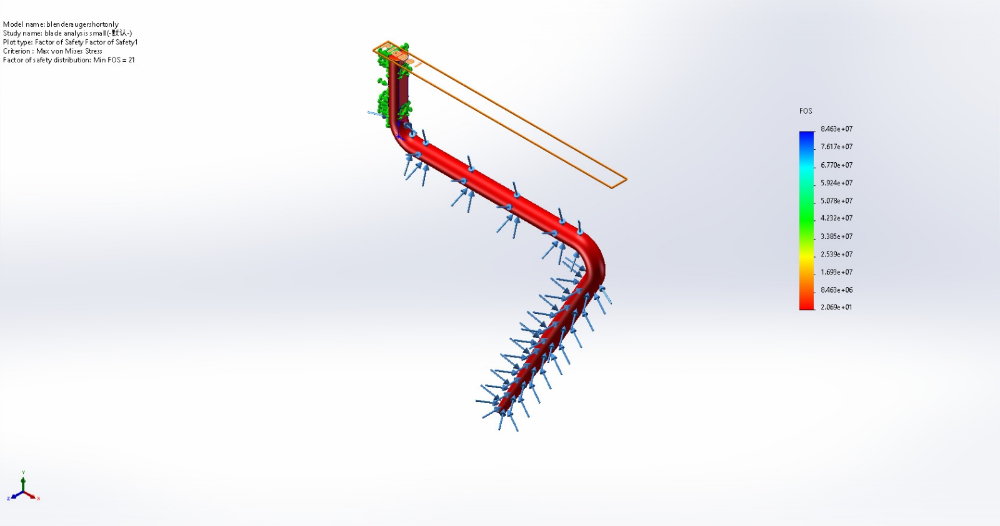 Model name: blenderaugershortonly
Study name: blade analysis small(-默认-)
Plot type: Factor of Safety Factor of Safety1
Criterion : Max von Mises Stress
Factor of safety distribution: Min FOS = 21
FOS
8.463e+07
7.617e+07
6.770e+07
5.924e+07
5.078e+07
4.232e+07
3.385e+07
2.539e+07
1.693e+07
8.463e+06
2.069e+01
Y
Z
X